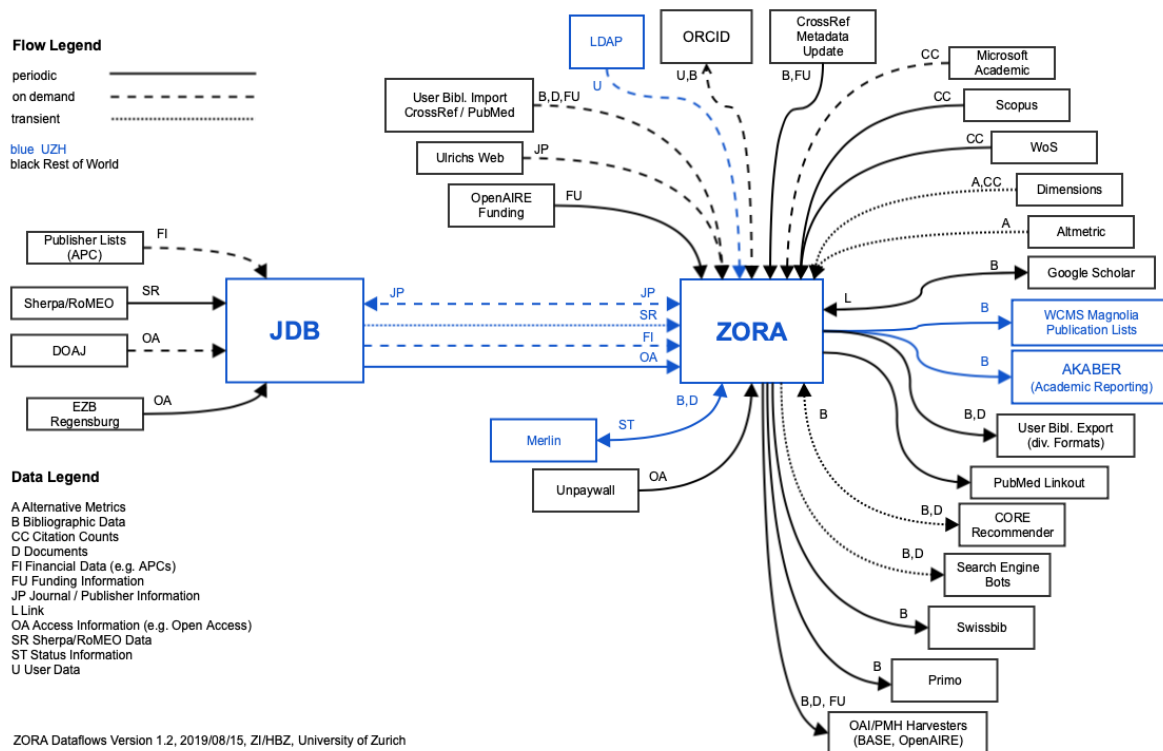 Flow Legend
periodic
on demand
transient
blue UZH
black Rest of World
LDAP
U
ORCID
U,B
CrossRef
Metadata
Update
B,FU
CC
Microsoft
Academic
CC
Scopus
CC
WoS
A,CC
Dimensions
A
Altmetric
User Bibl. Import
CrossRef / PubMed
B,D,FU
Ulrichs Web
JP
OpenAIRE
Funding
FU
Publisher Lists
(APC)
FI
Sherpa/RoMEO
SR
DOAJ
OA
EZB
Regensburg
OA
JDB
JP
JP
SR
FI
OA
ZORA
L
B
Google Scholar
B
WCMS Magnolia
Publication Lists
B
AKABER
(Academic Reporting)
B,D
User Bibl. Export
(div. Formats)
PubMed Linkout
B
B,D
CORE
Recommender
B,D
Search Engine
Bots
B
Swissbib
B
Primo
B,D, FU
OAI/PMH Harvesters
(BASE, OpenAIRE)
B,D
ST
Merlin
Unpaywall
OA
Data Legend
A Alternative Metrics
B Bibliographic Data
CC Citation Counts
D Documents
FI Financial Data (e.g. APCs)
FU Funding Information
JP Journal / Publisher Information
L Link
OA Access Information (e.g. Open Access)
SR Sherpa/RoMEO Data
ST Status Information
U User Data
ZORA Dataflows Version 1.2, 2019/08/15, ZI/HBZ, University of Zurich